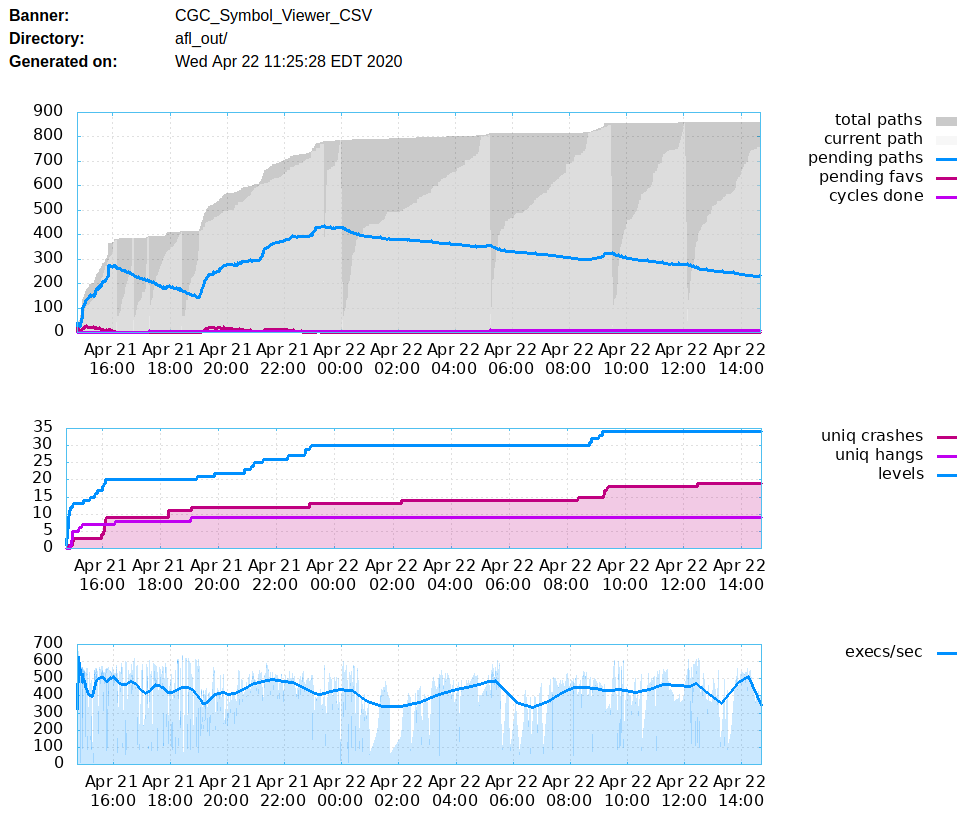 Banner: CGC_Symbol_Viewer_CSV
Directory: afl_out/
Generated on: Wed Apr 22 11:25:28 EDT 2020
900
800
700
600
500
400
300
200
100
0
Apr 21 Apr 21 Apr 21 Apr 21 Apr 22 Apr 22 Apr 22 Apr 22 Apr 22 Apr 22 Apr 22 Apr 22
16:00 18:00 20:00 22:00 00:00 02:00 04:00 06:00 08:00 10:00 12:00 14:00
total paths
current path
pending paths
pending favs
cycles done
35
30
25
20
15
10
5
0
Apr 21 Apr 21 Apr 21 Apr 21 Apr 22 Apr 22 Apr 22 Apr 22 Apr 22 Apr 22 Apr 22 Apr 22
16:00 18:00 20:00 22:00 00:00 02:00 04:00 06:00 08:00 10:00 12:00 14:00
uniq crashes
uniq hangs
levels
700
600
500
400
300
200
100
0
Apr 21 Apr 21 Apr 21 Apr 21 Apr 22 Apr 22 Apr 22 Apr 22 Apr 22 Apr 22 Apr 22 Apr 22
16:00 18:00 20:00 22:00 00:00 02:00 04:00 06:00 08:00 10:00 12:00 14:00
execs/sec